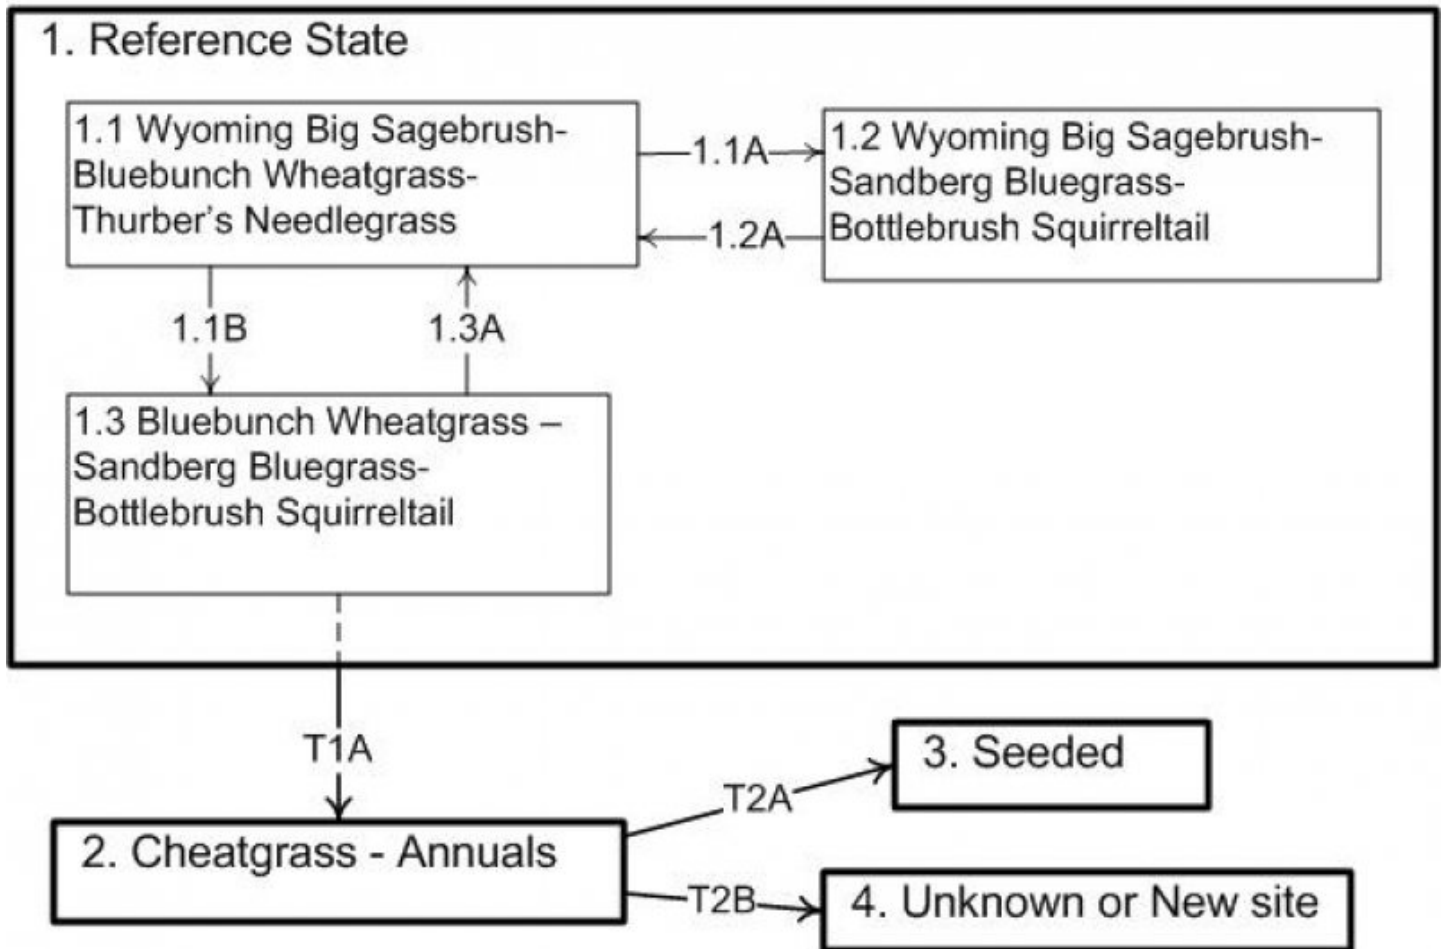 1. Reference State
1.1 Wyoming Big Sagebrush-
Bluebunch Wheatgrass-
Thurber's Needlegrass
1.1A
1.2A
1.2 Wyoming Big Sagebrush-
Sandberg Bluegrass-
Bottlebrush Squirreltail
1.1B
1.3A
1.3 Bluebunch Wheatgrass –
Sandberg Bluegrass-
Bottlebrush Squirreltail
T1A
2. Cheatgrass - Annuals
T2A
3. Seeded
T2B
4. Unknown or New site